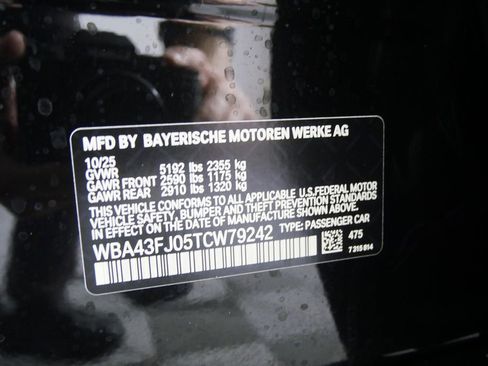 MFD BY BAYERISCHE MOTOREN WERKE AG
10/25
GVWR 5192 lbs 2355 kg
GAWR FRONT 2590 lbs 1175 kg
GAWR REAR 2910 lbs 1320 kg
THIS VEHICLE CONFORMS TO ALL APPLICABLE U.S.FEDERAL MOTOR
VEHICLE SAFETY, BUMPER AND THEFT PREVENTION STANDARDS
IN EFFECT ON THE DATE OF MANUFACTURE SHOWN ABOVE.
WBA43FJ05TCW79242 TYPE: PASSENGER CAR
475
7 315 814